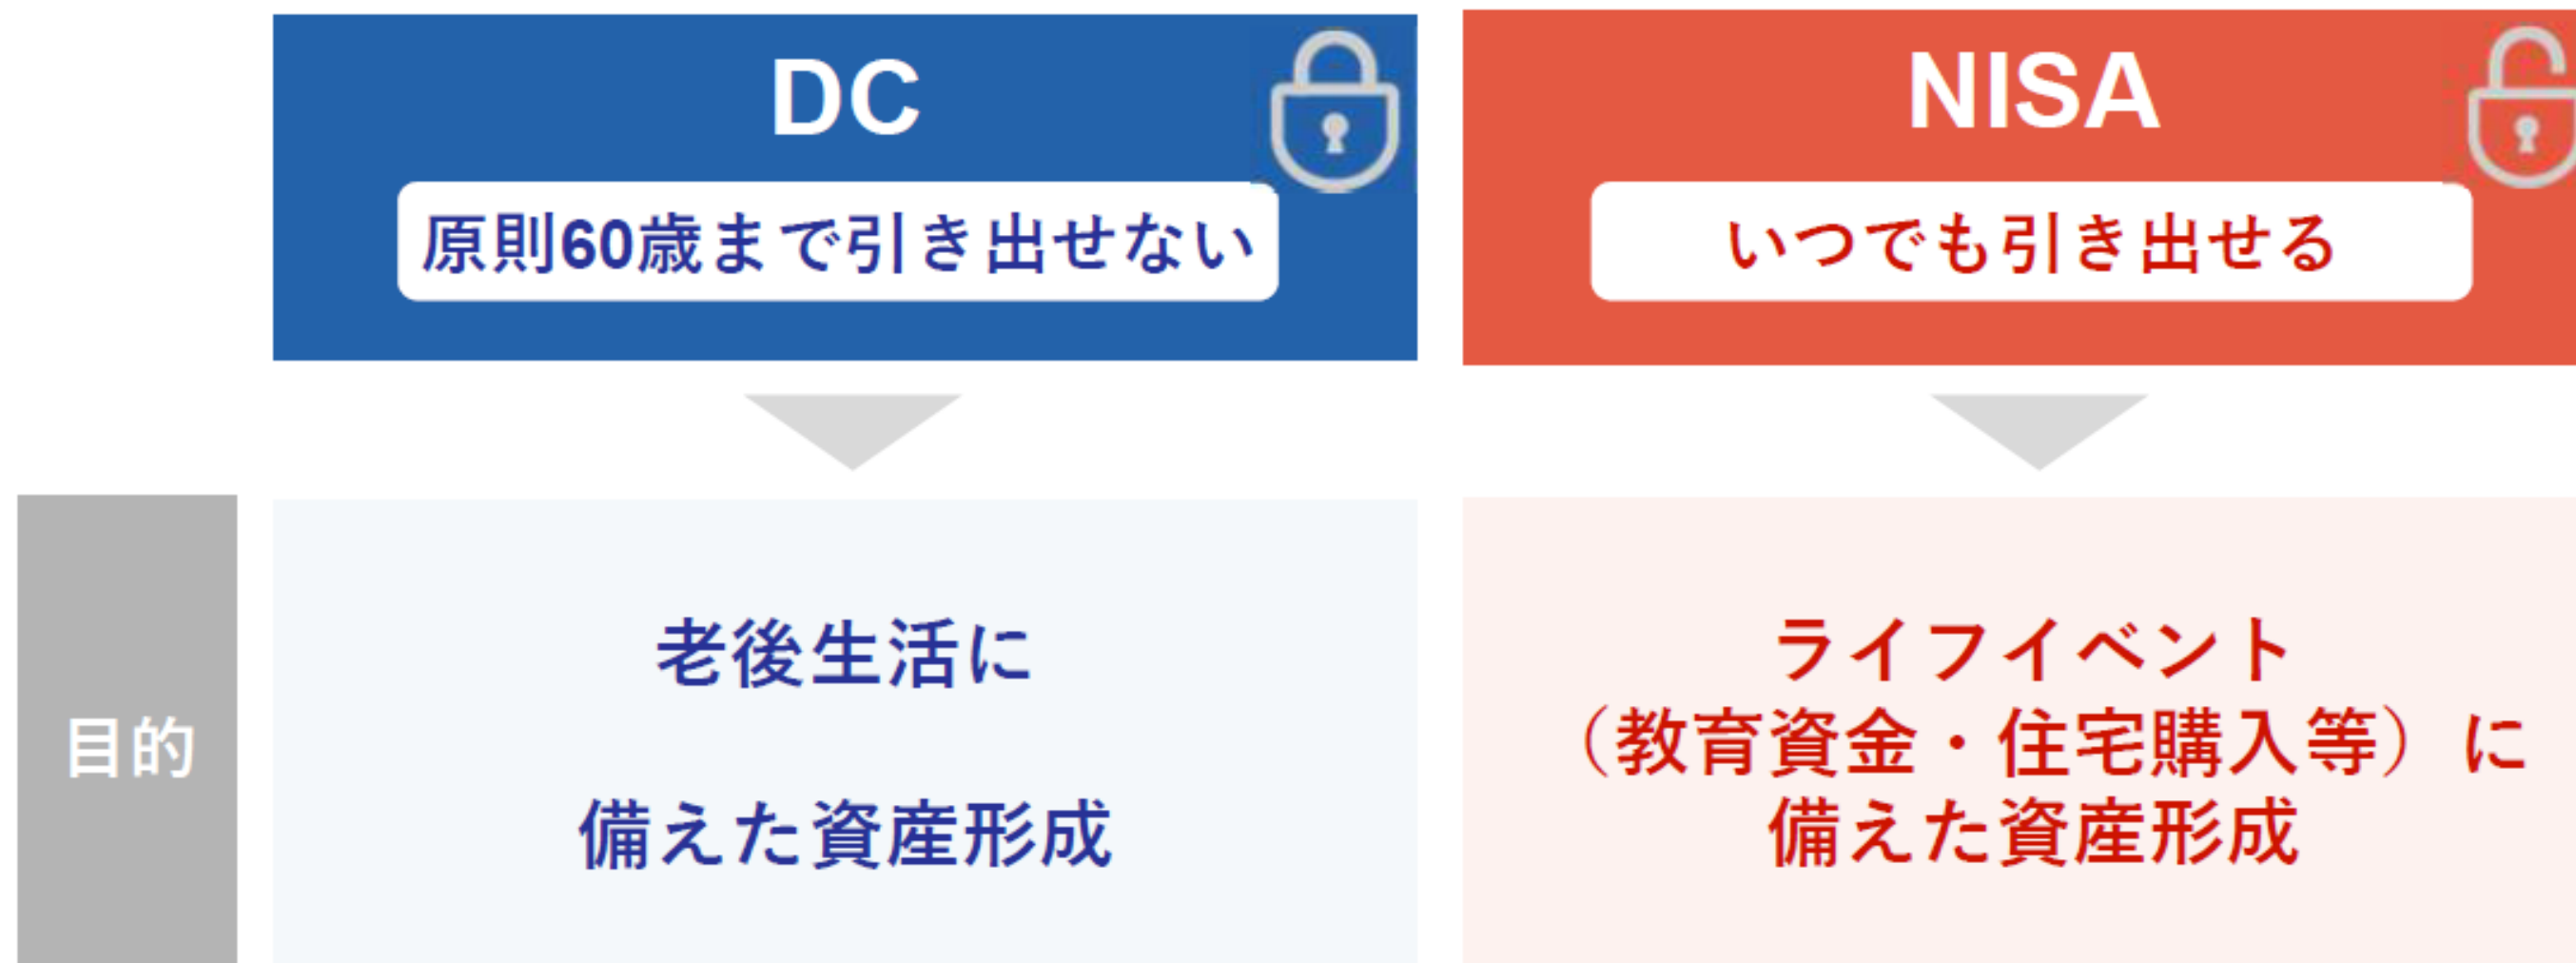 DC
原則60歳まで引き出せない
NISA
いつでも引き出せる
目的
老後生活に
備えた資産形成
ライフイベント
（教育資金・住宅購入等）に
備えた資産形成